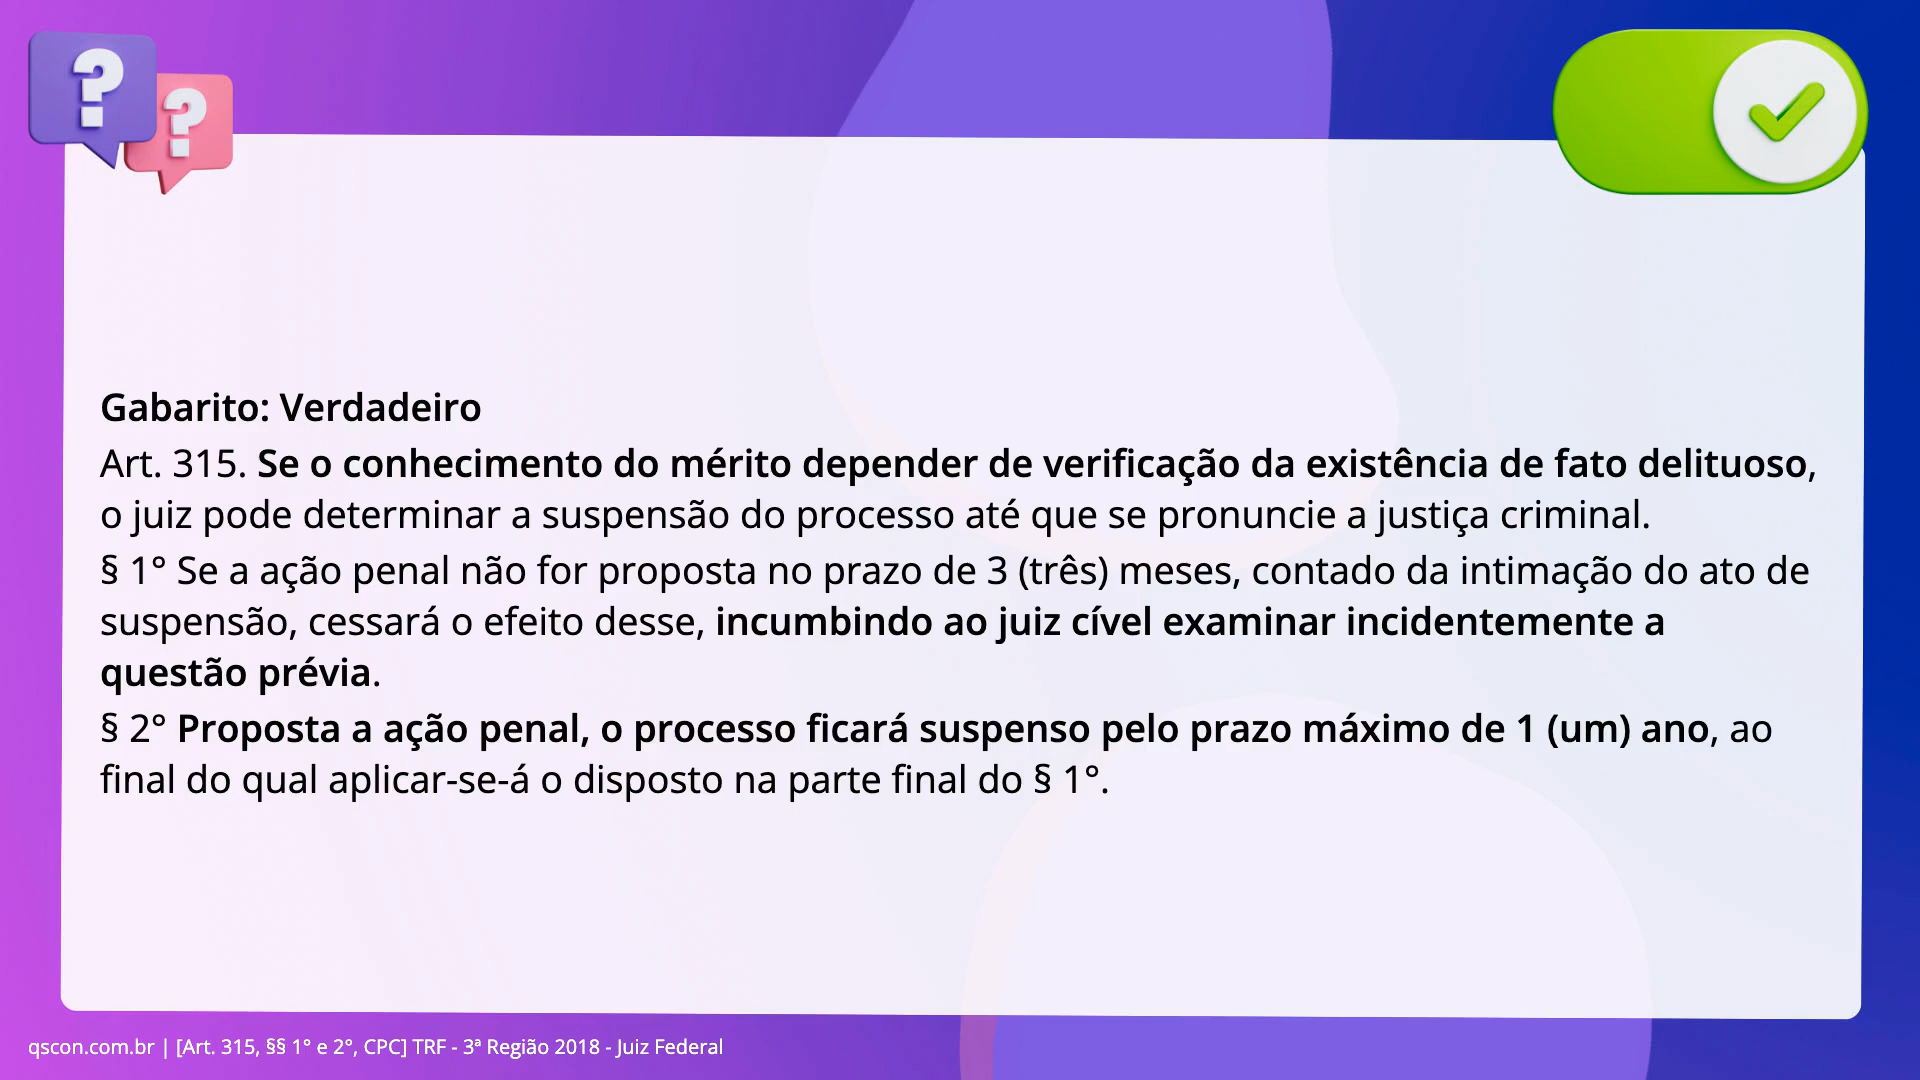 ? ?
Gabarito: Verdadeiro
Art. 315. Se o conhecimento do mérito depender de verificação da existência de fato delituoso,
o juiz pode determinar a suspensão do processo até que se pronuncie a justiça criminal.
§ 1° Se a ação penal não for proposta no prazo de 3 (três) meses, contado da intimação do ato de
suspensão, cessará o efeito desse, incumbindo ao juiz cível examinar incidentemente a
questão prévia.
§ 2° Proposta a ação penal, o processo ficará suspenso pelo prazo máximo de 1 (um) ano, ao
final do qual aplicar-se-á o disposto na parte final do § 1°.
qscon.com.br | [Art. 315, §§ 1° e 2°, CPC] TRF - 3ª Região 2018 - Juiz Federal